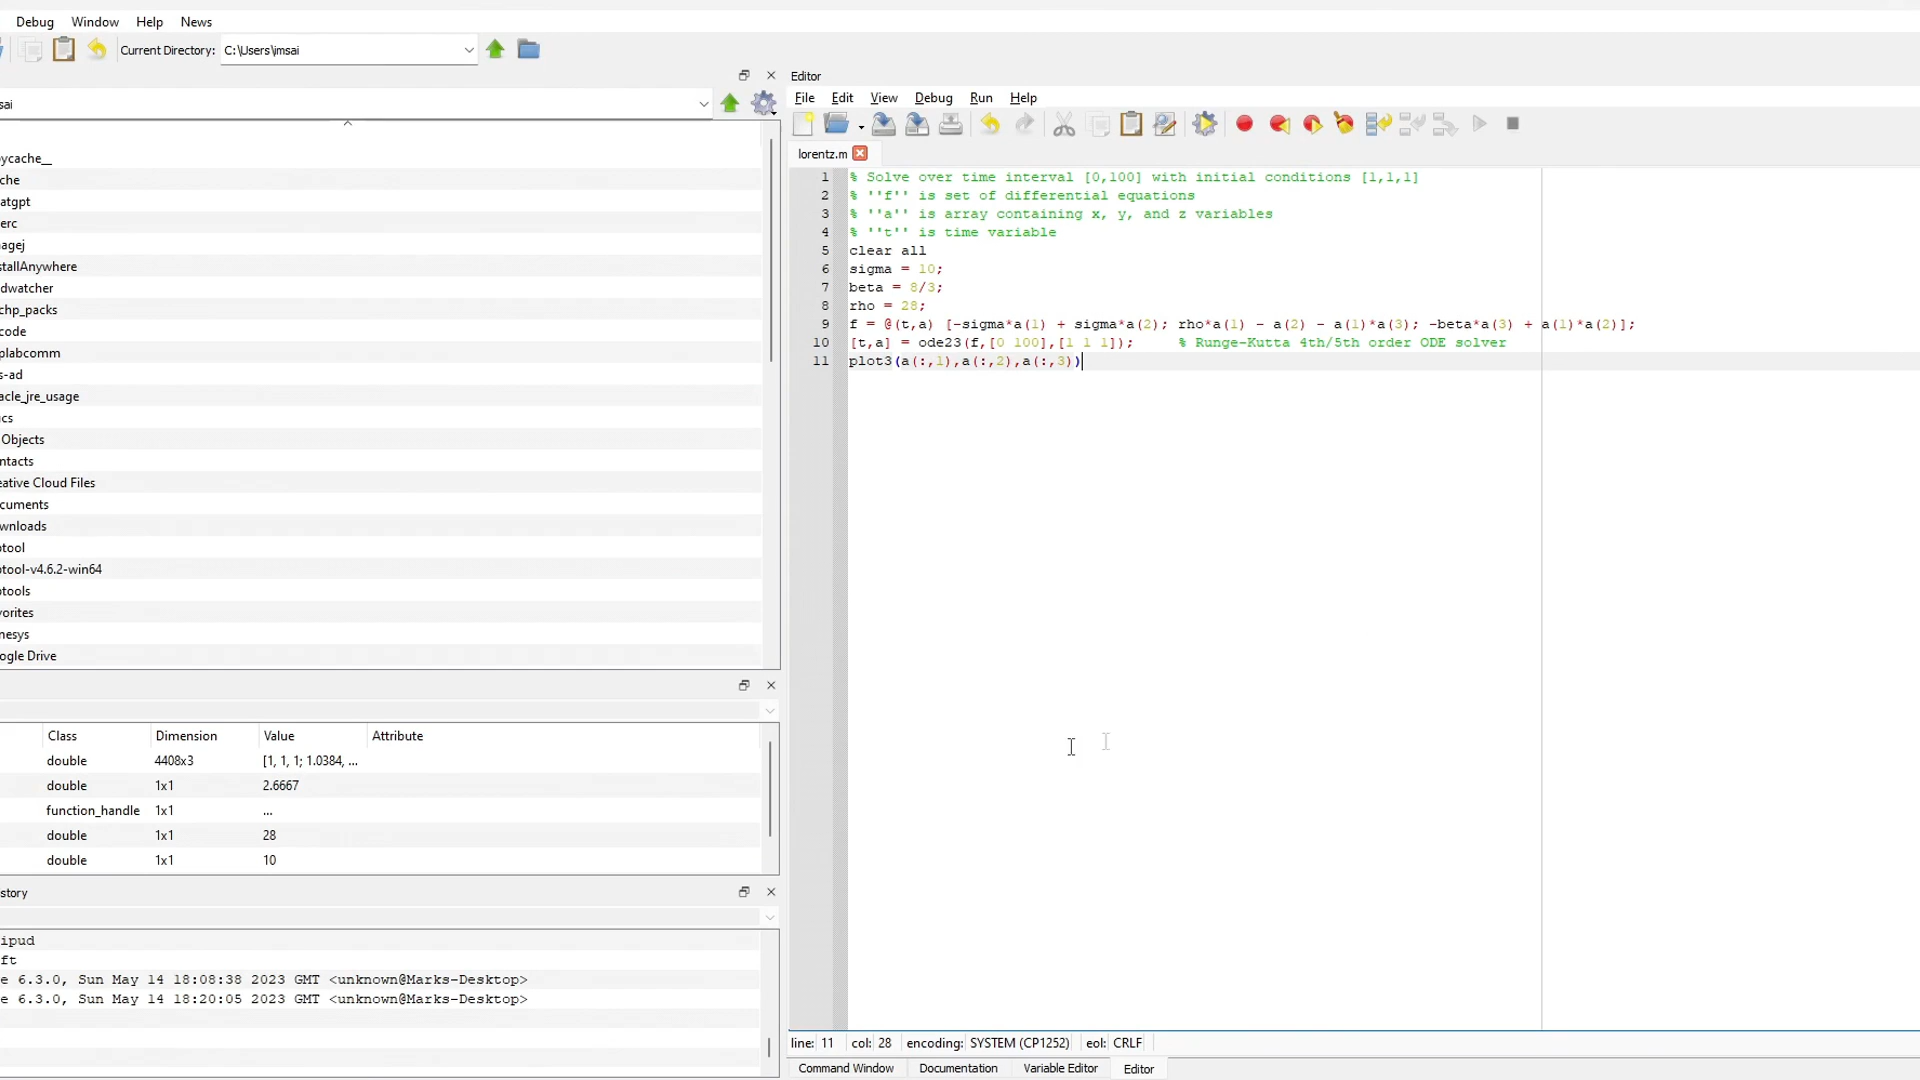 Debug Window Help News
Current Directory: C:\Users\jmsai
sai
ycache__
che
atgpt
erc
agej
stallAnywhere
dwatcher
chp_packs
code
plabcomm
s-ad
acle_jre_usage
cs
Objects
ntacts
eative Cloud Files
cuments
wnloads
tool
tool-v4.6.2-win64
tools
vorites
nesys
ogle Drive
Class Dimension Value Attribute
double 4408x3 [1, 1, 1; 1.0384, ...
double 1x1 2.6667
function_handle 1x1 ...
double 1x1 28
double 1x1 10
story
ipud
ft
e 6.3.0, Sun May 14 18:08:38 2023 GMT <unknown@Marks-Desktop>
e 6.3.0, Sun May 14 18:20:05 2023 GMT <unknown@Marks-Desktop>
Editor
File Edit View Debug Run Help
lorentz.m
1 % Solve over time interval [0,100] with initial conditions [1,1,1]
2 % ''f'' is set of differential equations
3 % ''a'' is array containing x, y, and z variables
4 % ''t'' is time variable
5 clear all
6 sigma = 10;
7 beta = 8/3;
8 rho = 28;
9 f = @(t,a) [-sigma*a(1) + sigma*a(2); rho*a(1) - a(2) - a(1)*a(3); -beta*a(3) + a(1)*a(2)];
10 [t,a] = ode23(f,[0 100],[1 1 1]); % Runge-Kutta 4th/5th order ODE solver
11 plot3(a(:,1),a(:,2),a(:,3))
line: 11 col: 28 encoding: SYSTEM (CP1252) eol: CRLF
Command Window Documentation Variable Editor Editor